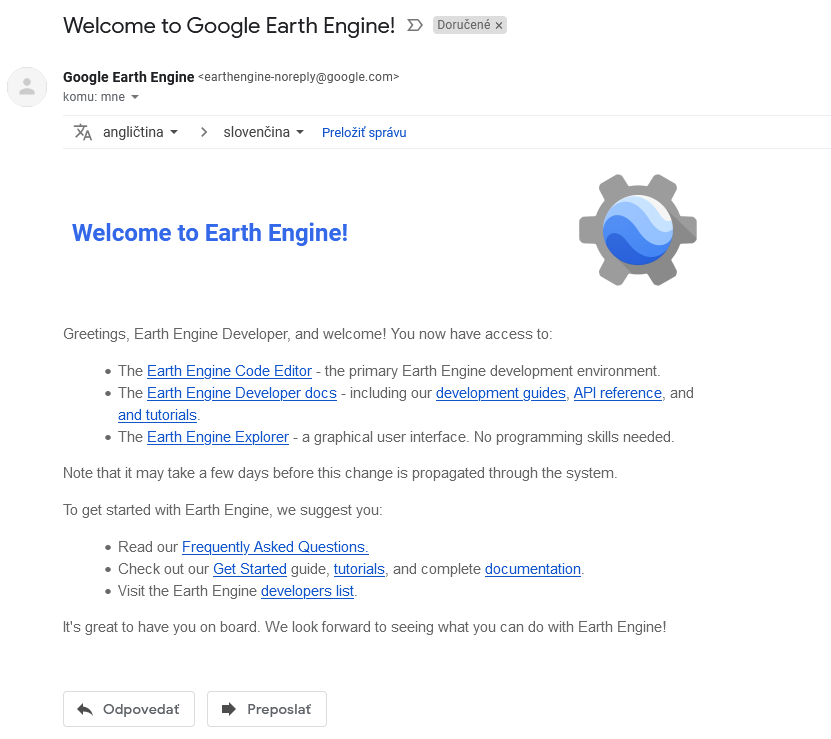 Welcome to Google Earth Engine! Doručené ×
Google Earth Engine <earthengine-noreply@google.com>
komu: mne
angličtina > slovenčina Preložiť správu
Welcome to Earth Engine!
Greetings, Earth Engine Developer, and welcome! You now have access to:
• The Earth Engine Code Editor - the primary Earth Engine development environment.
• The Earth Engine Developer docs - including our development guides, API reference, and
and tutorials.
• The Earth Engine Explorer - a graphical user interface. No programming skills needed.
Note that it may take a few days before this change is propagated through the system.
To get started with Earth Engine, we suggest you:
• Read our Frequently Asked Questions.
• Check out our Get Started guide, tutorials, and complete documentation.
• Visit the Earth Engine developers list.
It's great to have you on board. We look forward to seeing what you can do with Earth Engine!
Odpovedať Preposlať